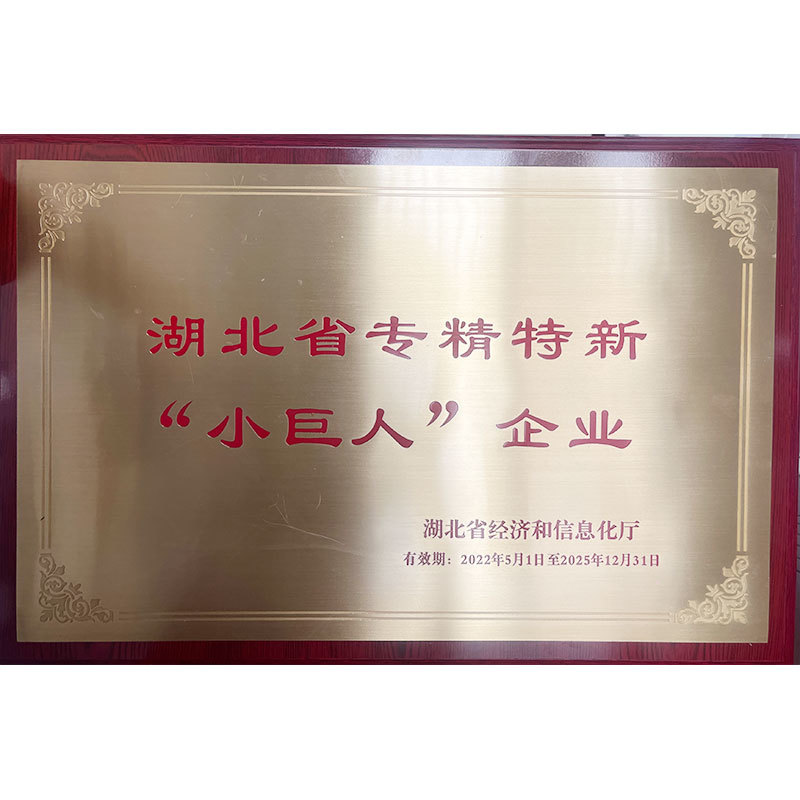 湖北省专精特新
“小巨人”企业
湖北省经济和信息化厅
有效期：2022年5月1日至2025年12月31日